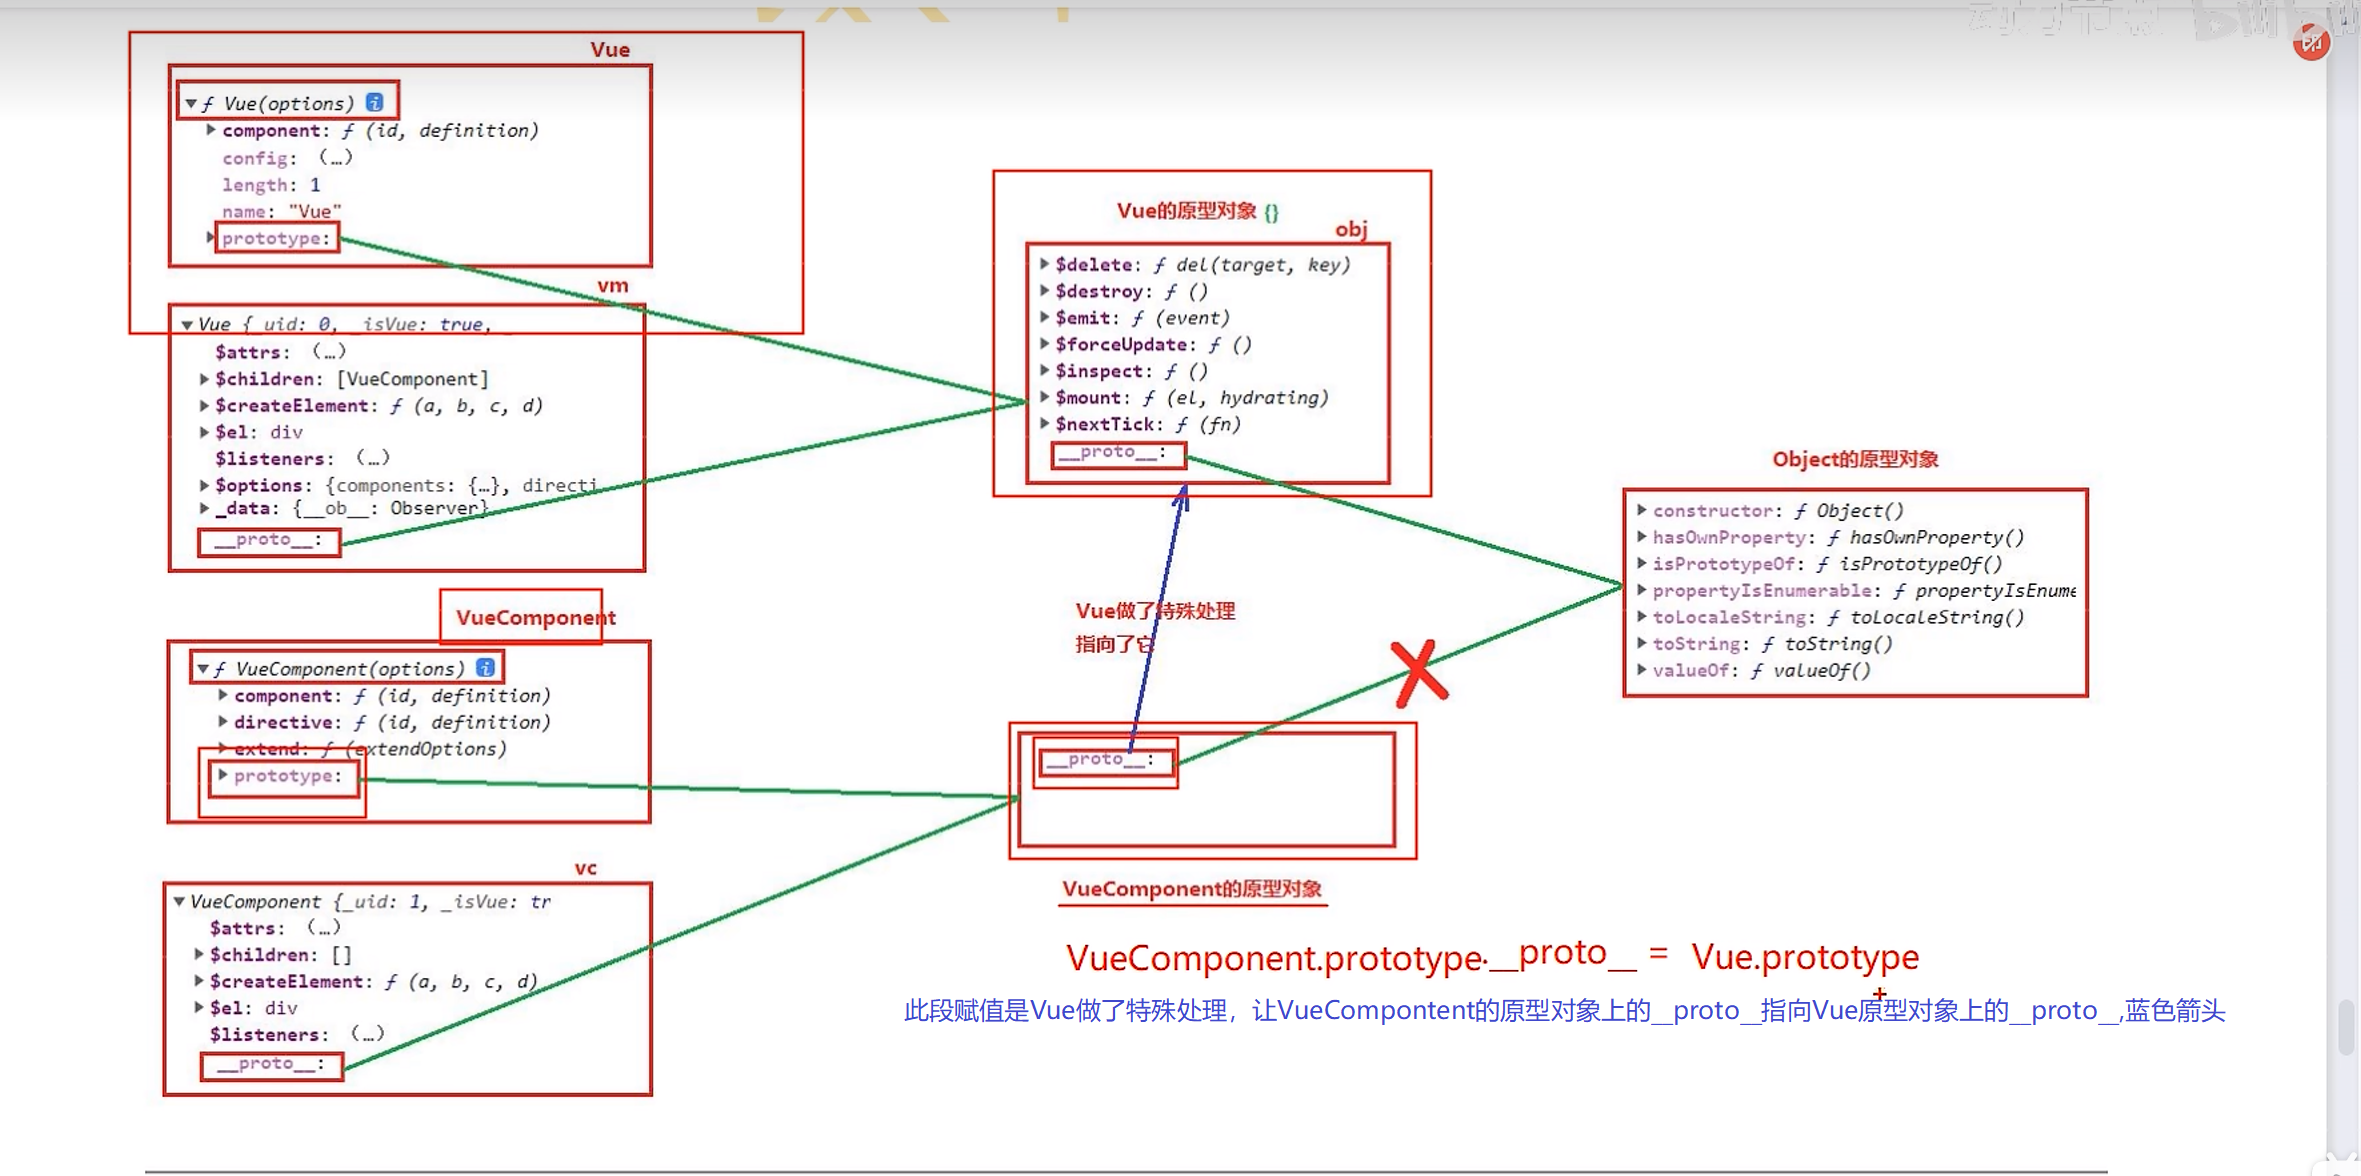 Vue
▼ƒ Vue(options) i
▶component: ƒ (id, definition)
config: (…)
length: 1
name: "Vue"
▶prototype:
vm
▼Vue {_uid: 0, _isVue: true,
$attrs: (…)
▶$children: [VueComponent]
▶$createElement: ƒ (a, b, c, d)
▶$el: div
$listeners: (…)
▶$options: {components: {…}, directi
▶_data: {__ob__: Observer}
__proto__:
VueComponent
▼ƒ VueComponent(options) i
▶component: ƒ (id, definition)
▶directive: ƒ (id, definition)
▶extend: ƒ (extendOptions)
▶prototype:
vc
▼VueComponent {_uid: 1, _isVue: tr
$attrs: (…)
▶$children: []
▶$createElement: ƒ (a, b, c, d)
▶$el: div
$listeners: (…)
__proto__:
Vue的原型对象 {}
obj
▶$delete: ƒ del(target, key)
▶$destroy: ƒ ()
▶$emit: ƒ (event)
▶$forceUpdate: ƒ ()
▶$inspect: ƒ ()
▶$mount: ƒ (el, hydrating)
▶$nextTick: ƒ (fn)
__proto__:
Vue做了特殊处理
指向了它
__proto__:
VueComponent的原型对象
Object的原型对象
▶constructor: ƒ Object()
▶hasOwnProperty: ƒ hasOwnProperty()
▶isPrototypeOf: ƒ isPrototypeOf()
▶propertyIsEnumerable: ƒ propertyIsEnume
▶toLocaleString: ƒ toLocaleString()
▶toString: ƒ toString()
▶valueOf: ƒ valueOf()
VueComponent.prototype.__proto__ = Vue.prototype
此段赋值是Vue做了特殊处理，让VueCompontent的原型对象上的__proto__指向Vue原型对象上的__proto__,蓝色箭头